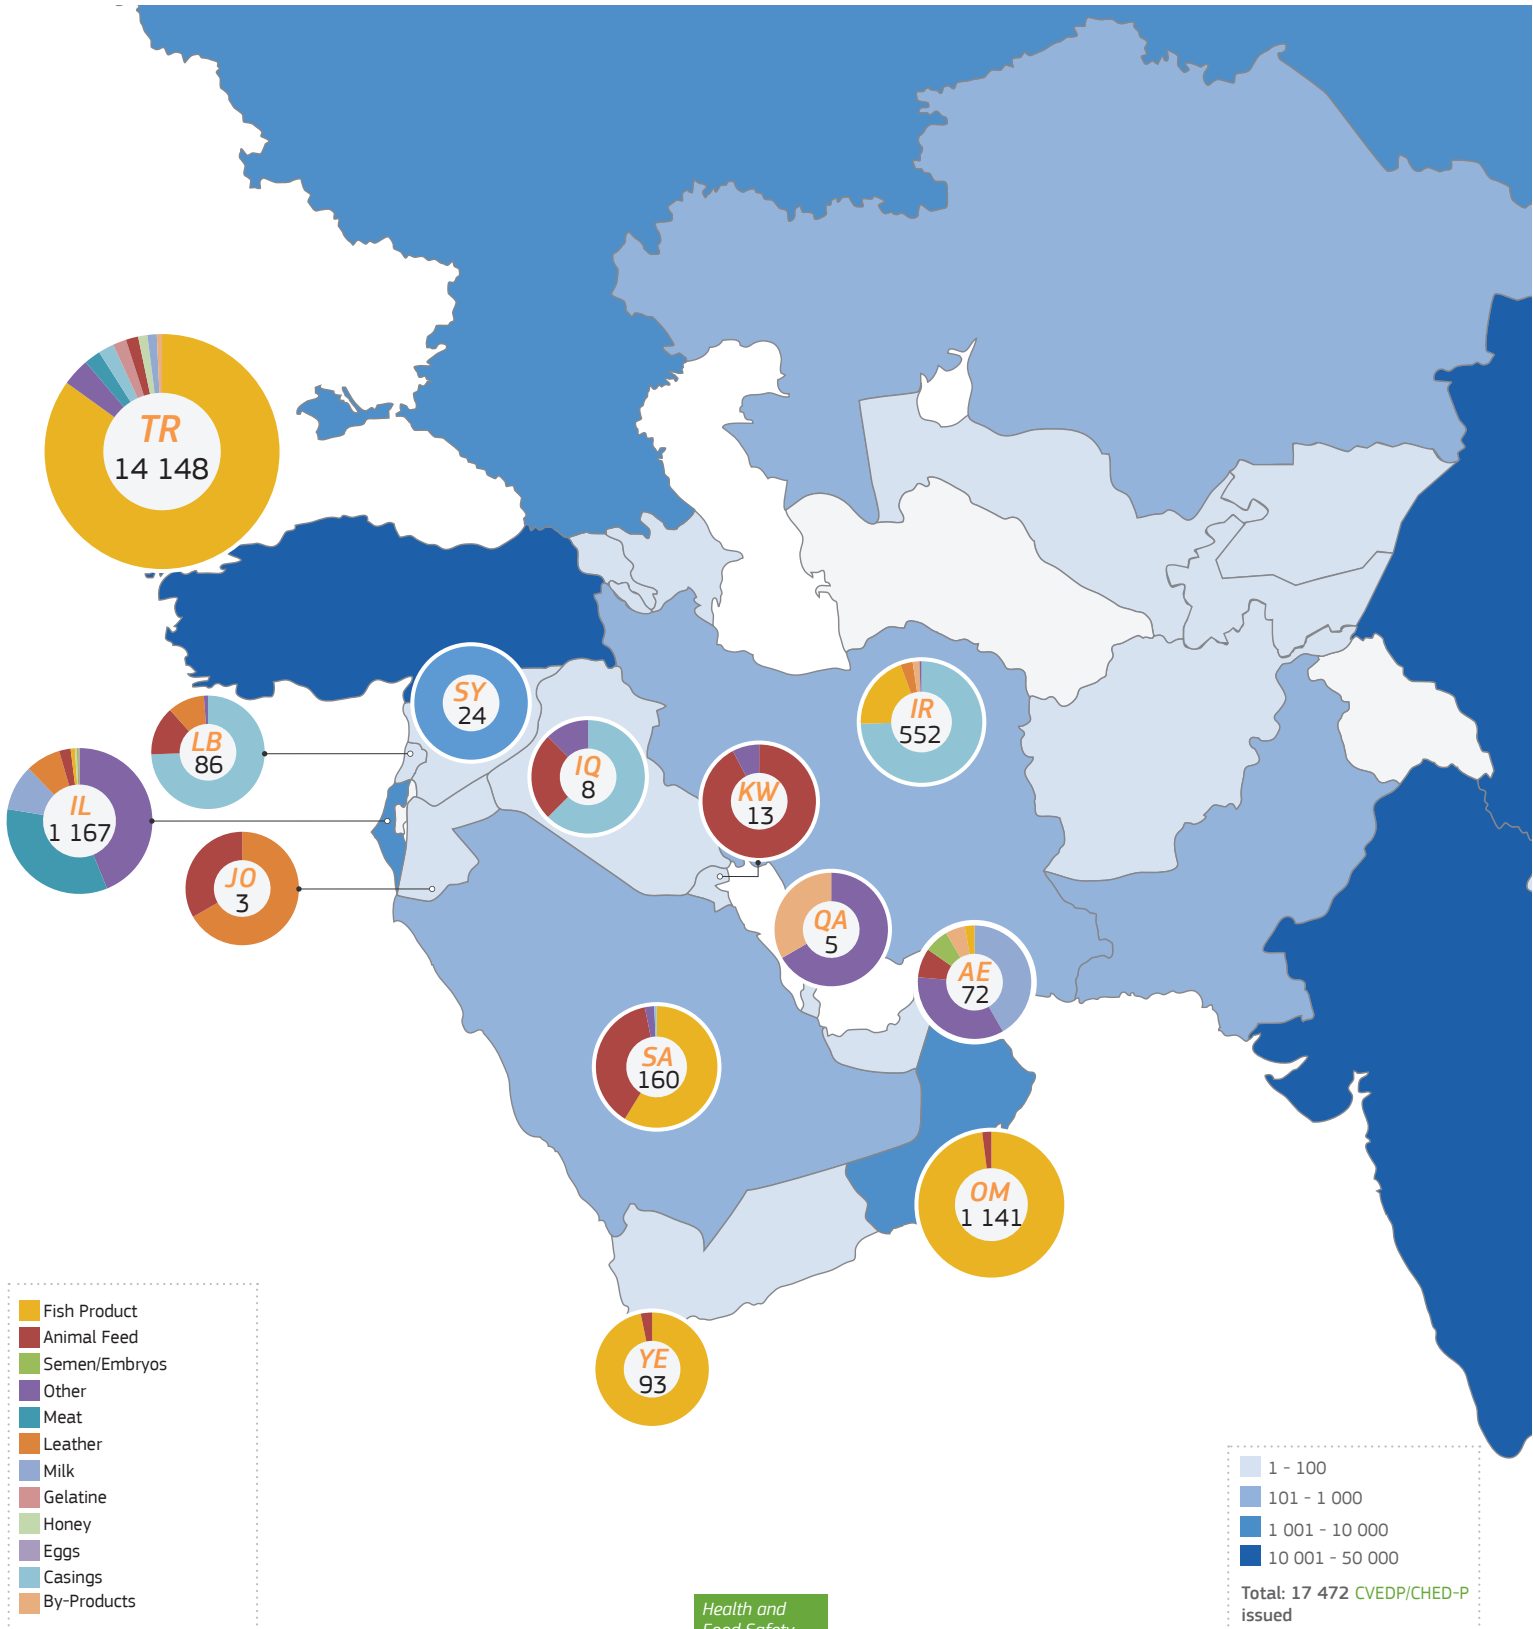 TR
14 148
SY
24
LB
86
IR
552
IQ
8
IL
1 167
KW
13
JO
3
QA
5
AE
72
SA
160
OM
1 141
YE
93
Fish Product
Animal Feed
Semen/Embryos
Other
Meat
Leather
Milk
Gelatine
Honey
Eggs
Casings
By-Products
1 - 100
101 - 1 000
1 001 - 10 000
10 001 - 50 000
Total: 17 472 CVEDP/CHED-P
issued
Health and
Food Safety